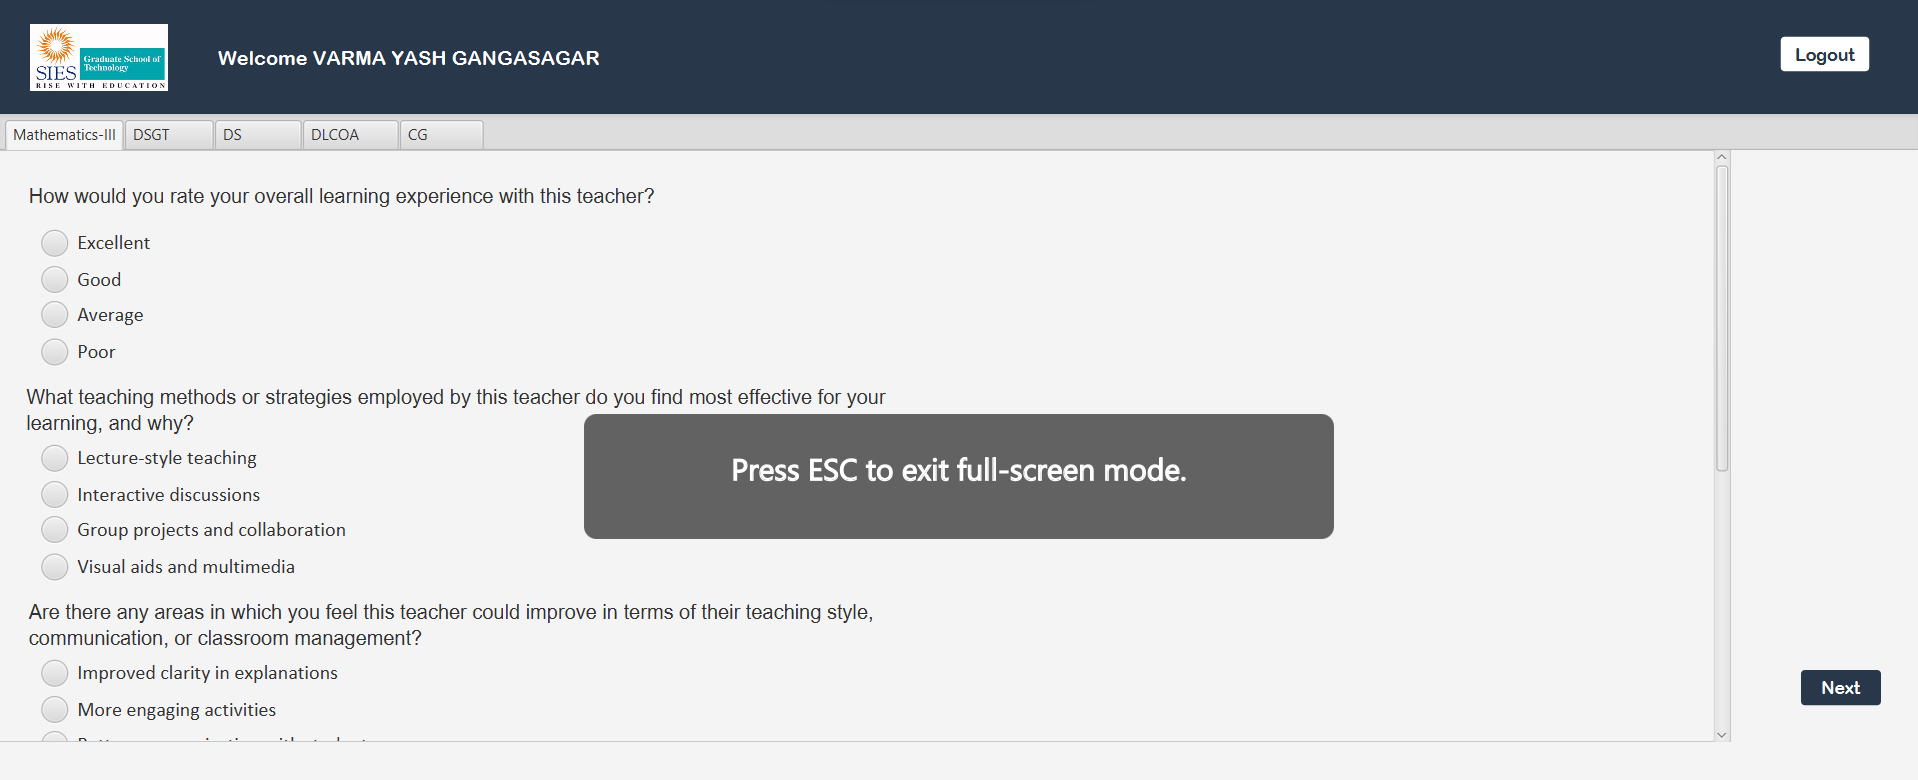 SIES
Graduate School of
Technology
RISE WITH EDUCATION
Welcome VARMA YASH GANGASAGAR
Logout
Mathematics-III
DSGT
DS
DLCOA
CG
How would you rate your overall learning experience with this teacher?
Excellent
Good
Average
Poor
What teaching methods or strategies employed by this teacher do you find most effective for your
learning, and why?
Lecture-style teaching
Interactive discussions
Group projects and collaboration
Visual aids and multimedia
Press ESC to exit full-screen mode.
Are there any areas in which you feel this teacher could improve in terms of their teaching style,
communication, or classroom management?
Improved clarity in explanations
More engaging activities
Next